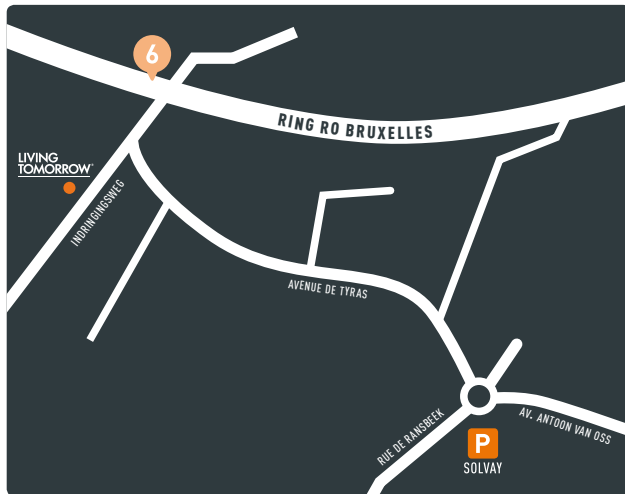 6
RING RO BRUXELLES
LIVING
TOMORROW
INDRINGINGSWEG
AVENUE DE TYRAS
RUE DE RANSBEEK
AV. ANTOON VAN OSS
P
SOLVAY